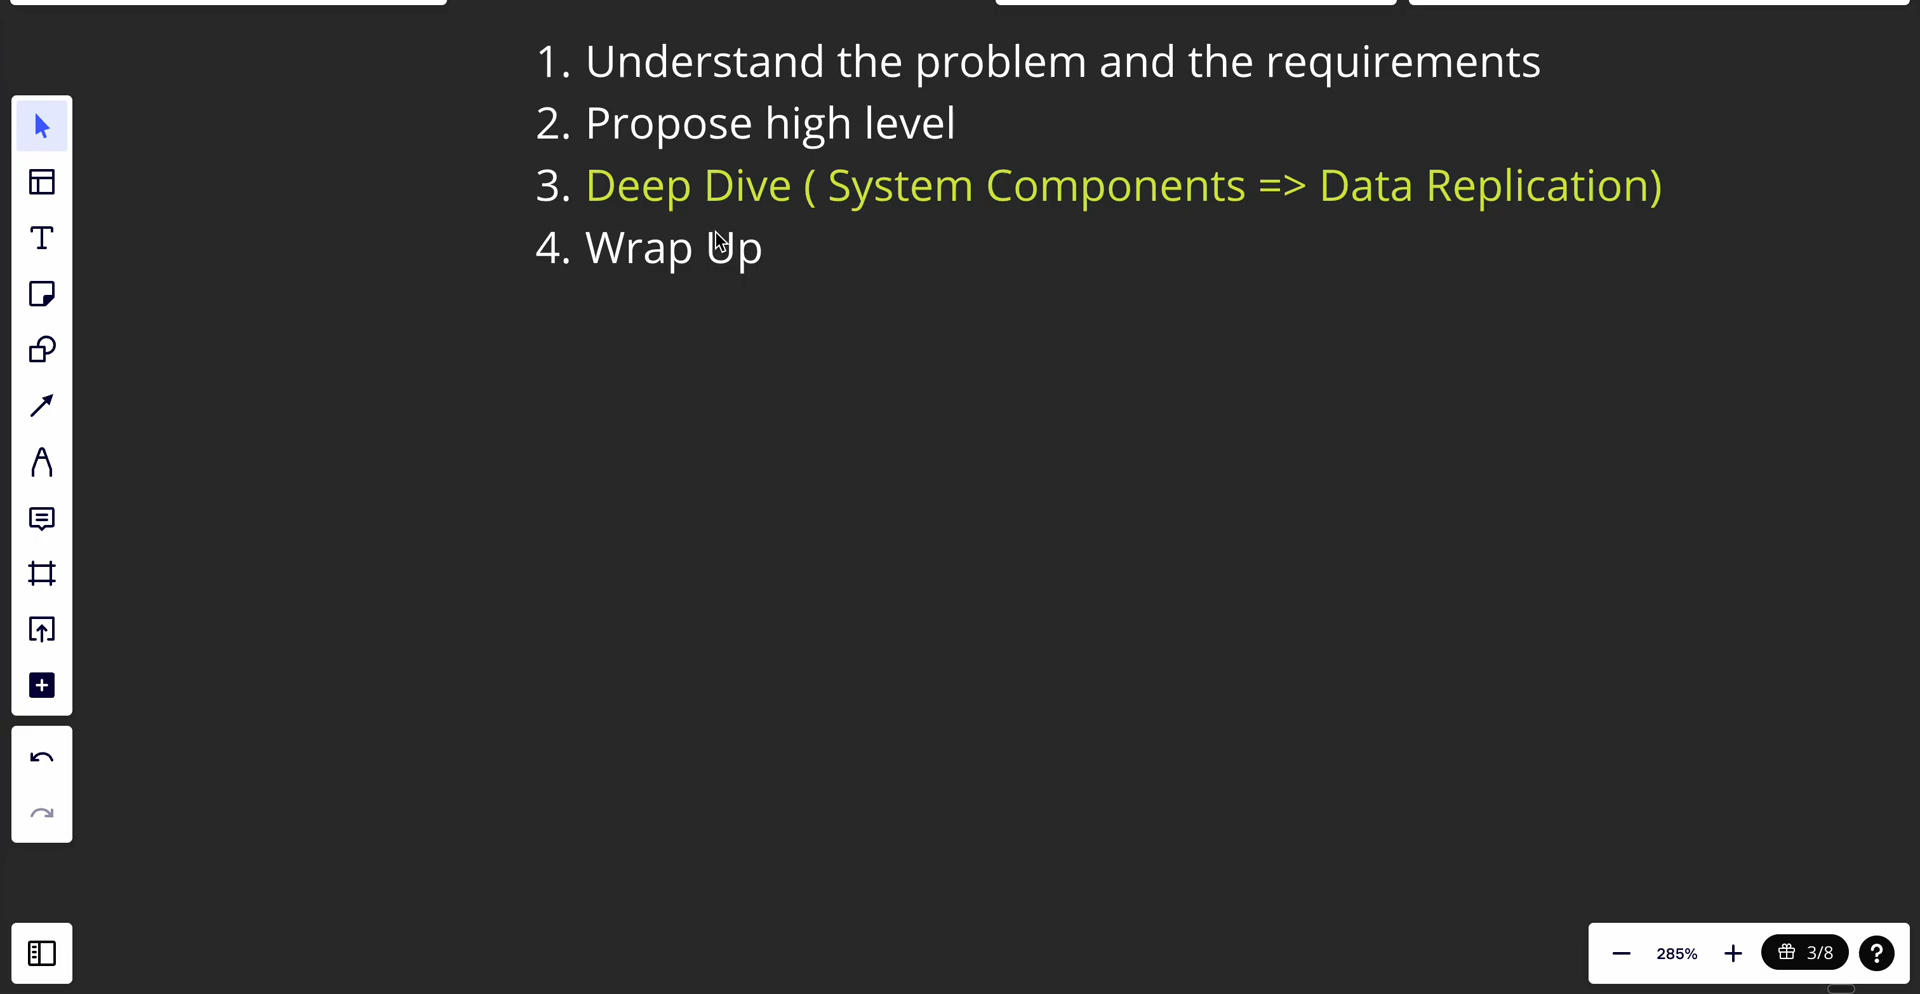 1. Understand the problem and the requirements
2. Propose high level
3. Deep Dive ( System Components => Data Replication)
4. Wrap Up
285%
3/8
?